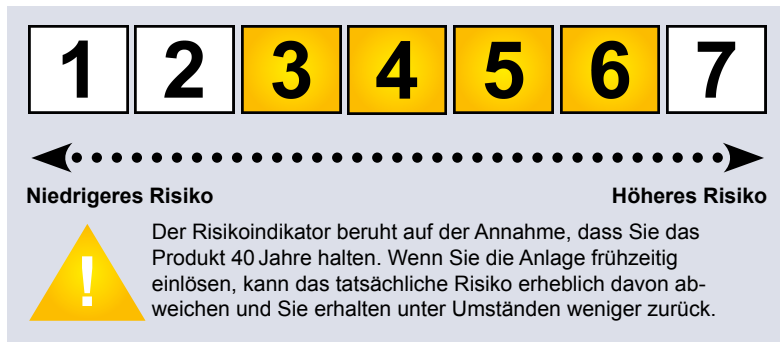 1 2 3 4 5 6 7
Niedrigeres Risiko Höheres Risiko
!
Der Risikoindikator beruht auf der Annahme, dass Sie das
Produkt 40 Jahre halten. Wenn Sie die Anlage frühzeitig
einlösen, kann das tatsächliche Risiko erheblich davon ab-
weichen und Sie erhalten unter Umständen weniger zurück.